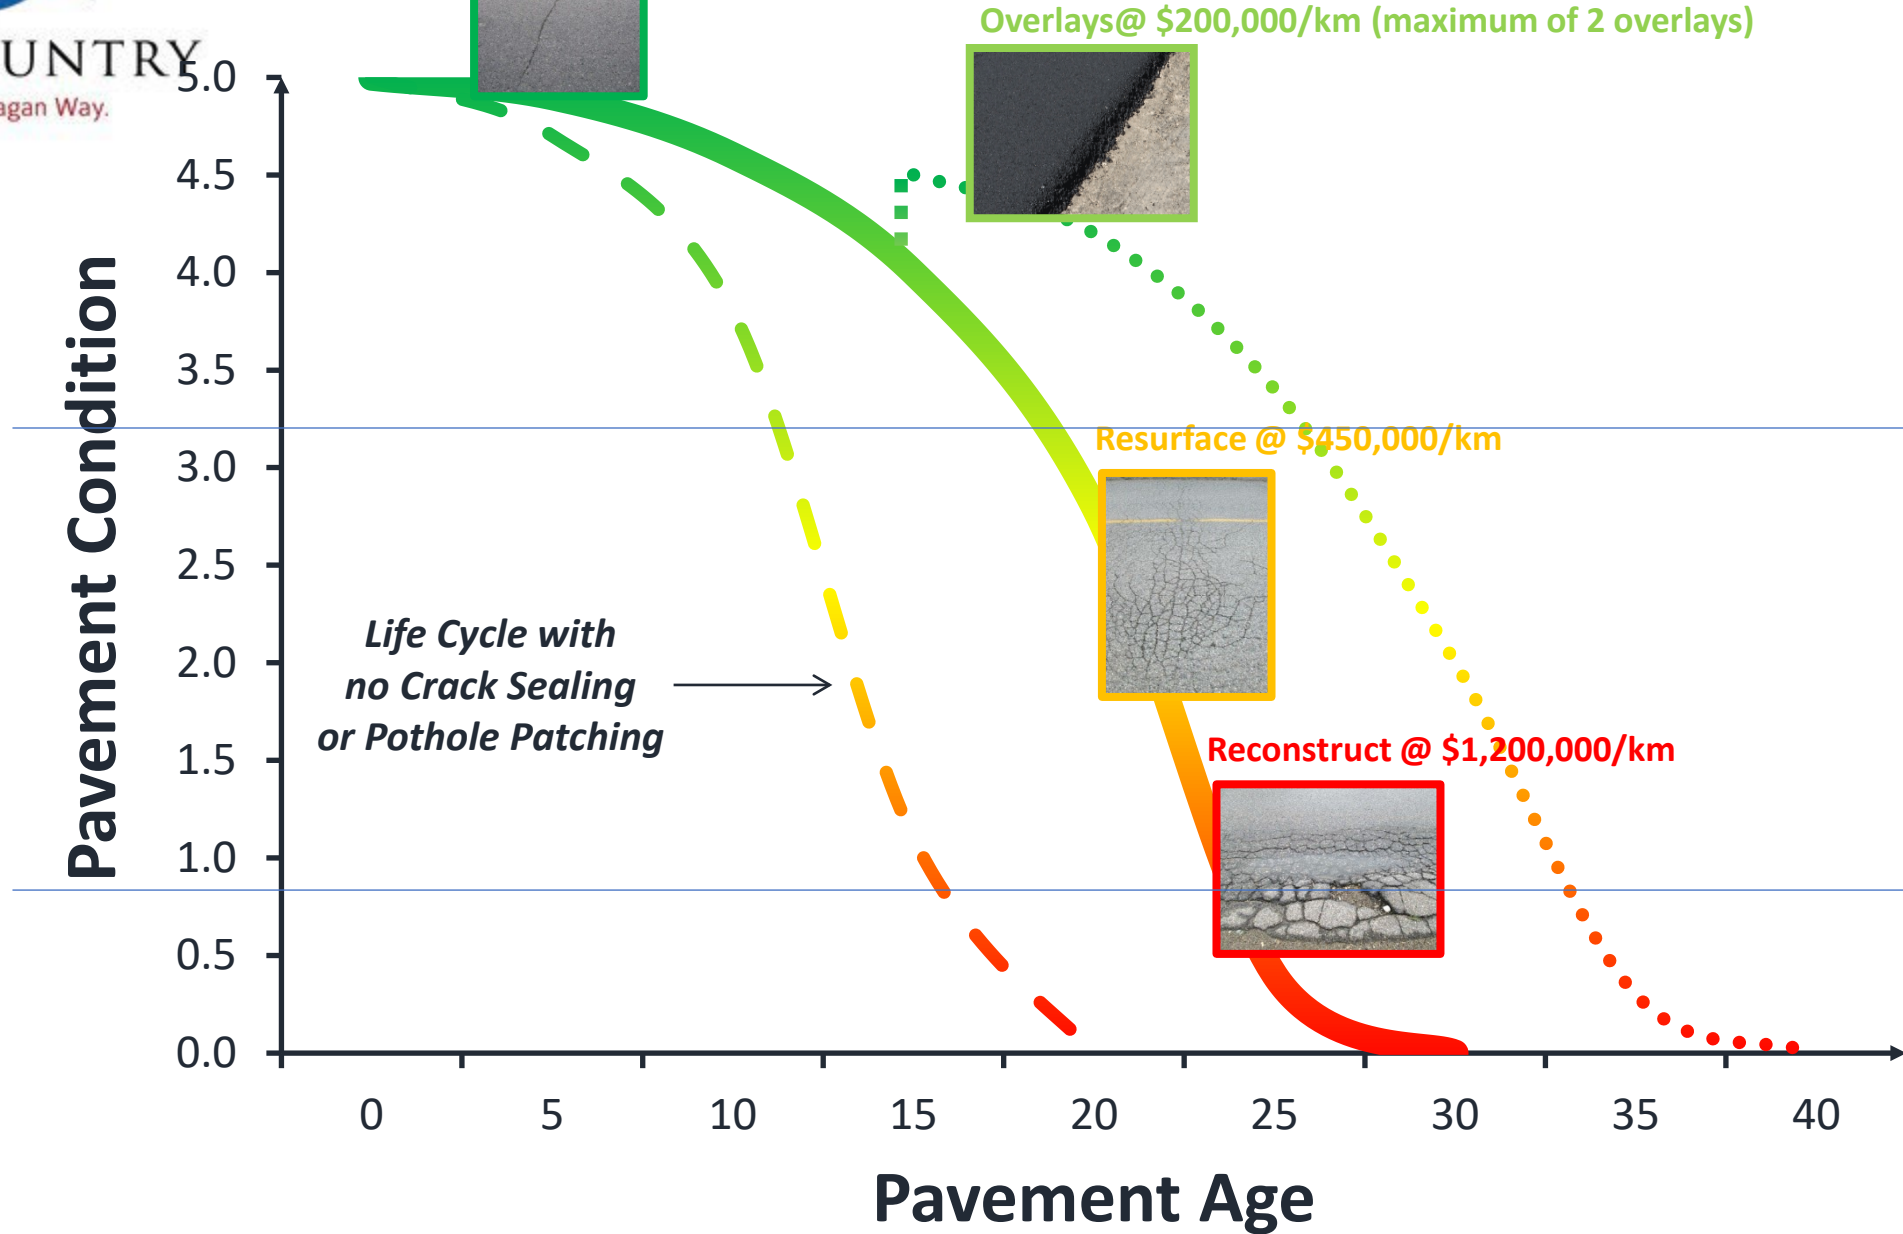 UNTRY
agan Way.
Overlays@ $200,000/km (maximum of 2 overlays)
5.0
4.5
4.0
3.5
Resurface @ $450,000/km
3.0
2.5
Life Cycle with
no Crack Sealing
or Pothole Patching
2.0
Reconstruct @ $1,200,000/km
1.5
1.0
0.5
0.0
Pavement Condition
0 5 10 15 20 25 30 35 40
Pavement Age